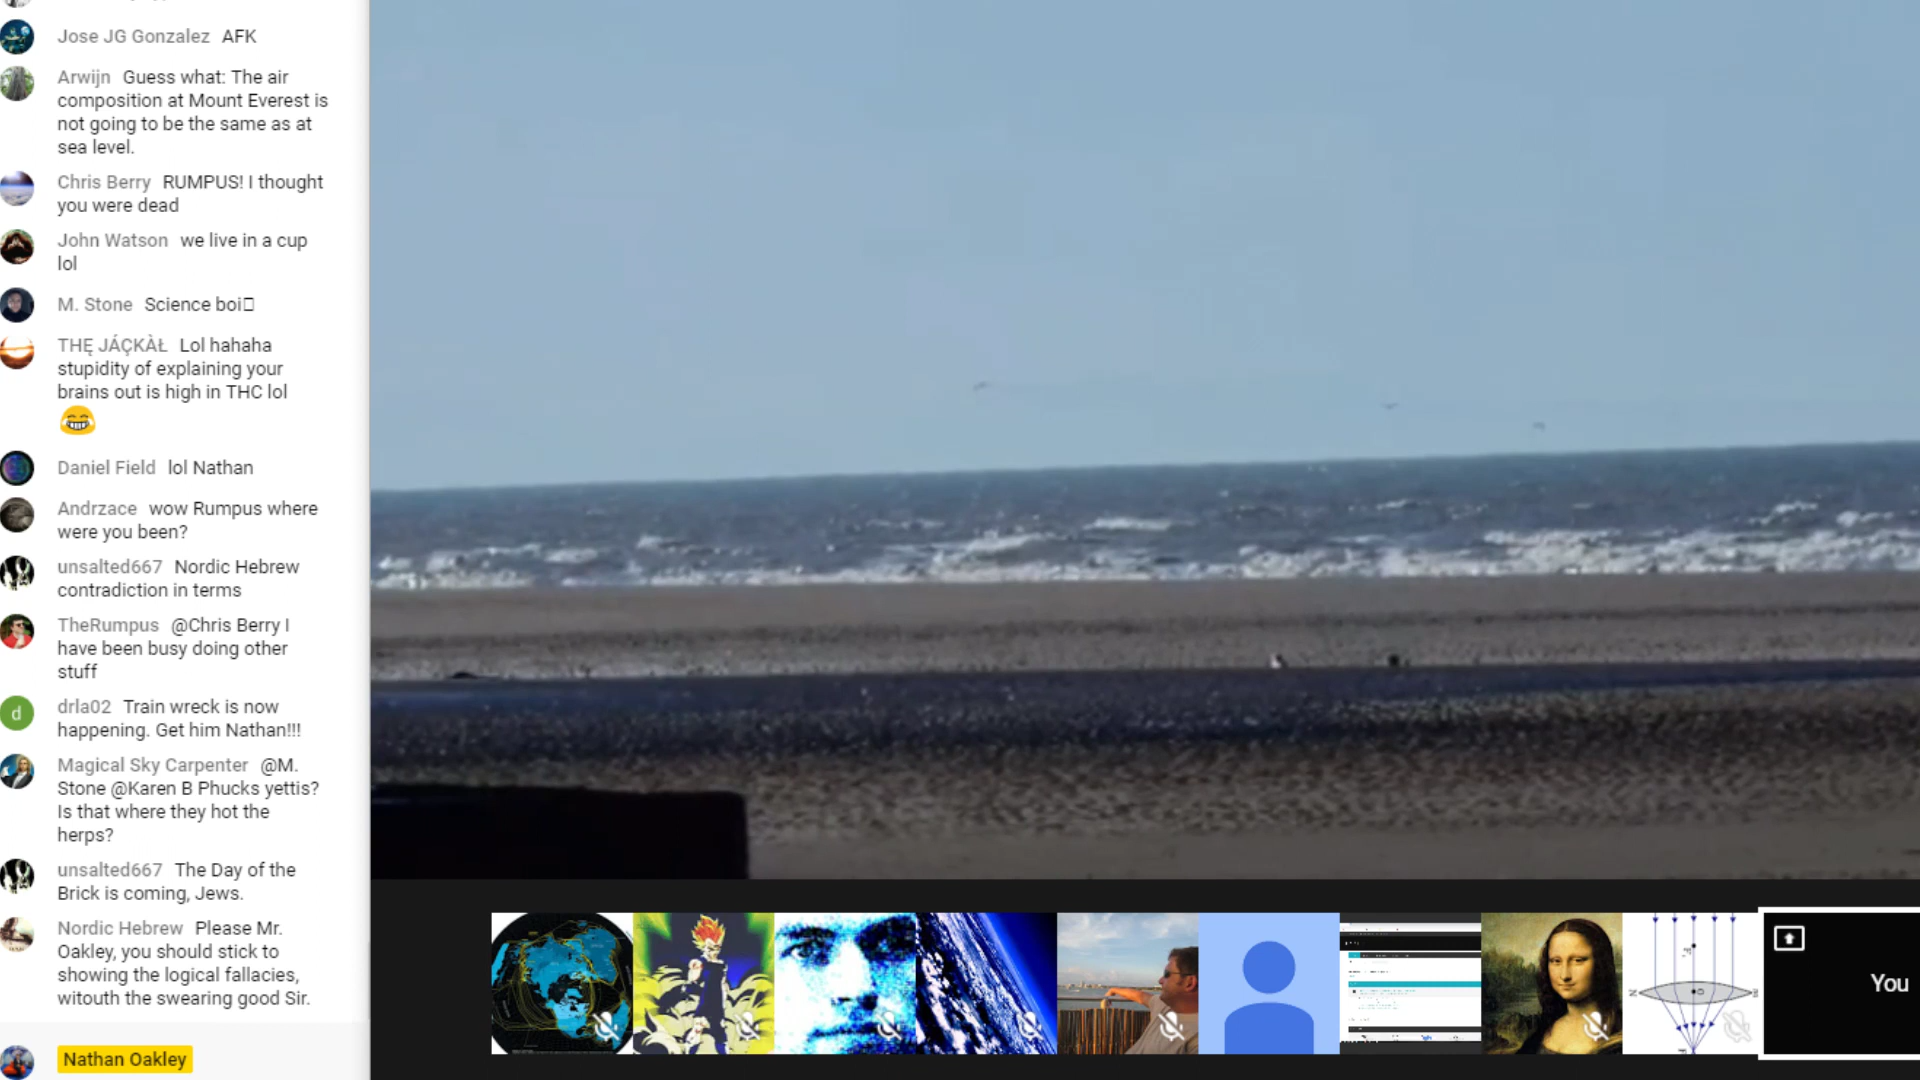 Jose JG Gonzalez AFK
Arwijn Guess what: The air
composition at Mount Everest is
not going to be the same as at
sea level.
Chris Berry RUMPUS! I thought
you were dead
John Watson we live in a cup
lol
M. Stone Science boi
THĘ JÁÇKÀŁ Lol hahaha
stupidity of explaining your
brains out is high in THC lol
Daniel Field lol Nathan
Andrzace wow Rumpus where
were you been?
unsalted667 Nordic Hebrew
contradiction in terms
TheRumpus @Chris Berry I
have been busy doing other
stuff
d
drla02 Train wreck is now
happening. Get him Nathan!!!
Magical Sky Carpenter @M.
Stone @Karen B Phucks yettis?
Is that where they hot the
herps?
unsalted667 The Day of the
Brick is coming, Jews.
Nordic Hebrew Please Mr.
Oakley, you should stick to
showing the logical fallacies,
witouth the swearing good Sir.
Nathan Oakley
You